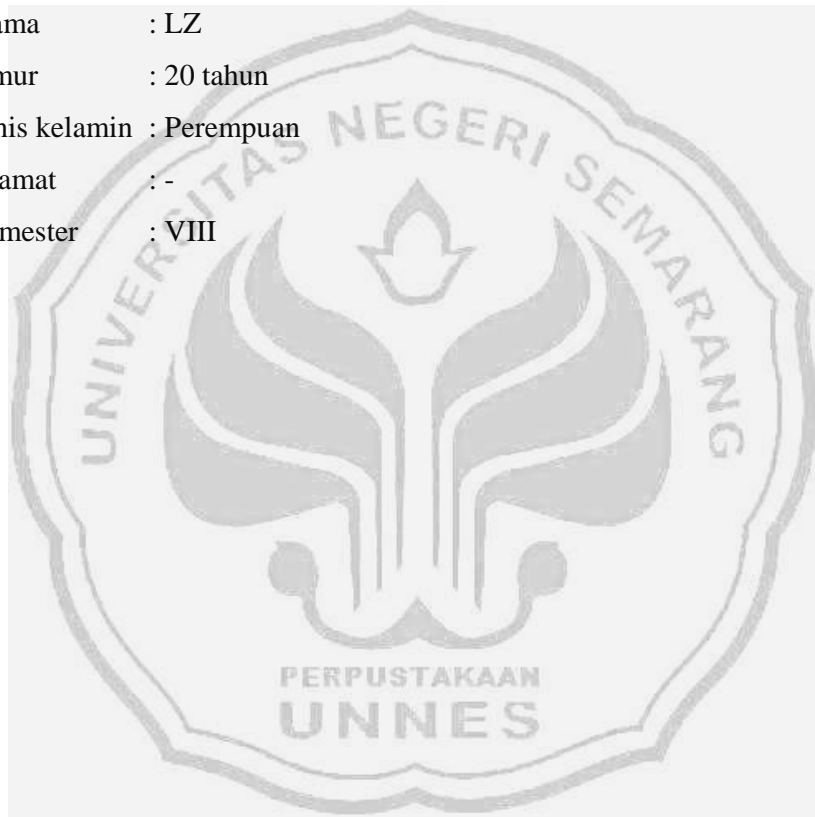 ama : LZ
mur : 20 tahun
nis kelamin : Perempuan
amat : -
mester : VIII
UNIVERSITAS NEGERI SEMARANG
PERPUSTAKAAN
UNNES